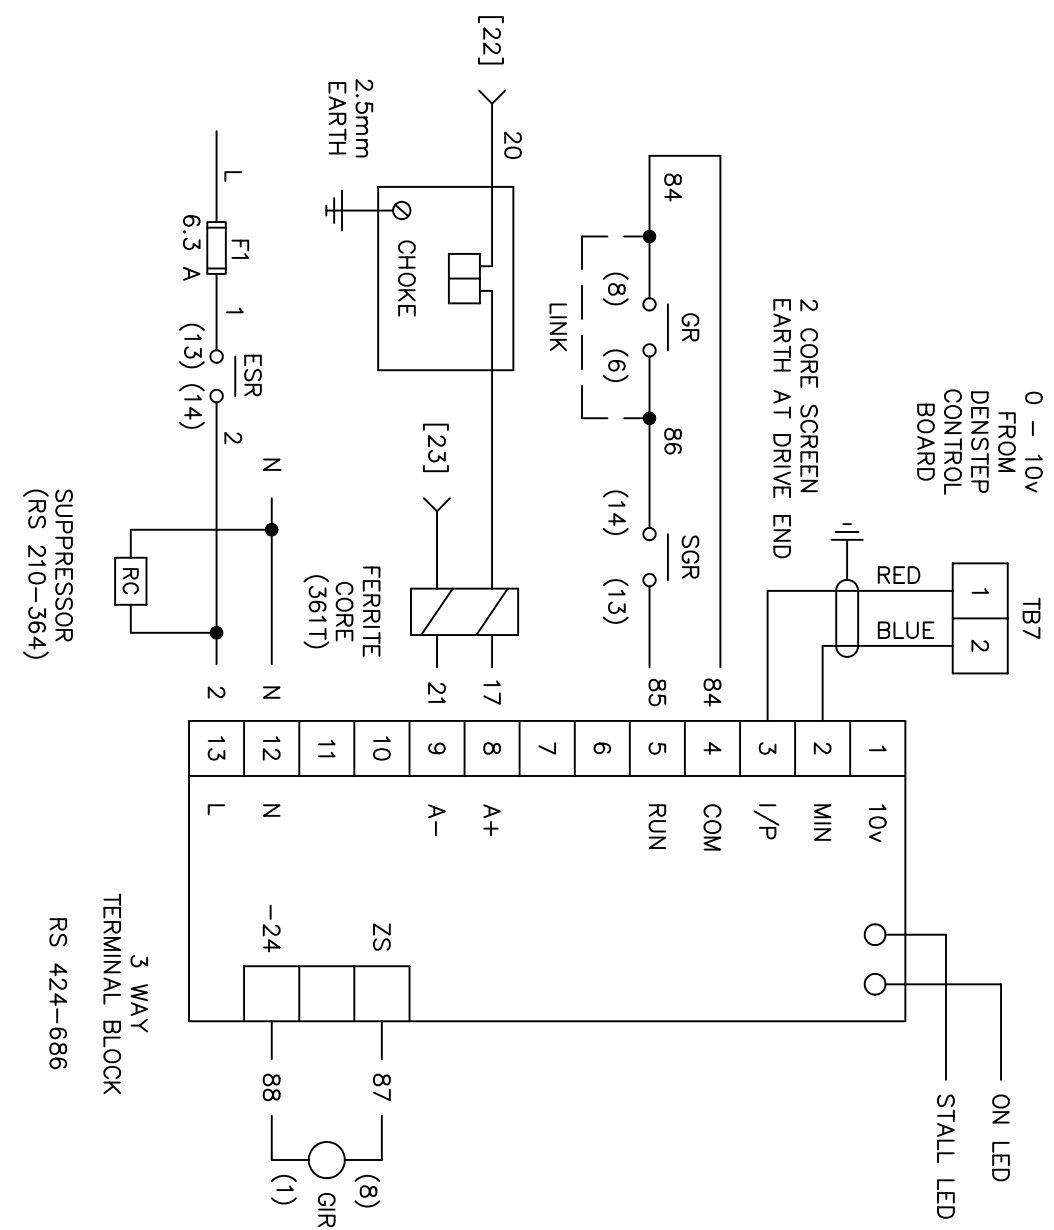 0 – 10v
FROM
DENSTEP
CONTROL
BOARD
TB7
1
2
RED
BLUE
2 CORE SCREEN
EARTH AT DRIVE END
84
GR
(8)
(6)
LINK
86
SGR
(14)
(13)
85
84
[22]
20
2.5mm
EARTH
CHOKE
[23]
FERRITE
CORE
(361T)
17
21
L
F1
6.3 A
1
ESR
(13)
(14)
2
N
RC
SUPPRESSOR
(RS 210–364)
N
2
1
2
3
4
5
6
7
8
9
10
11
12
13
10v
MIN
I/P
COM
RUN
A+
A–
N
L
ZS
–24
87
88
(8)
(1)
GIR
ON LED
STALL LED
3 WAY
TERMINAL BLOCK
RS 424–686